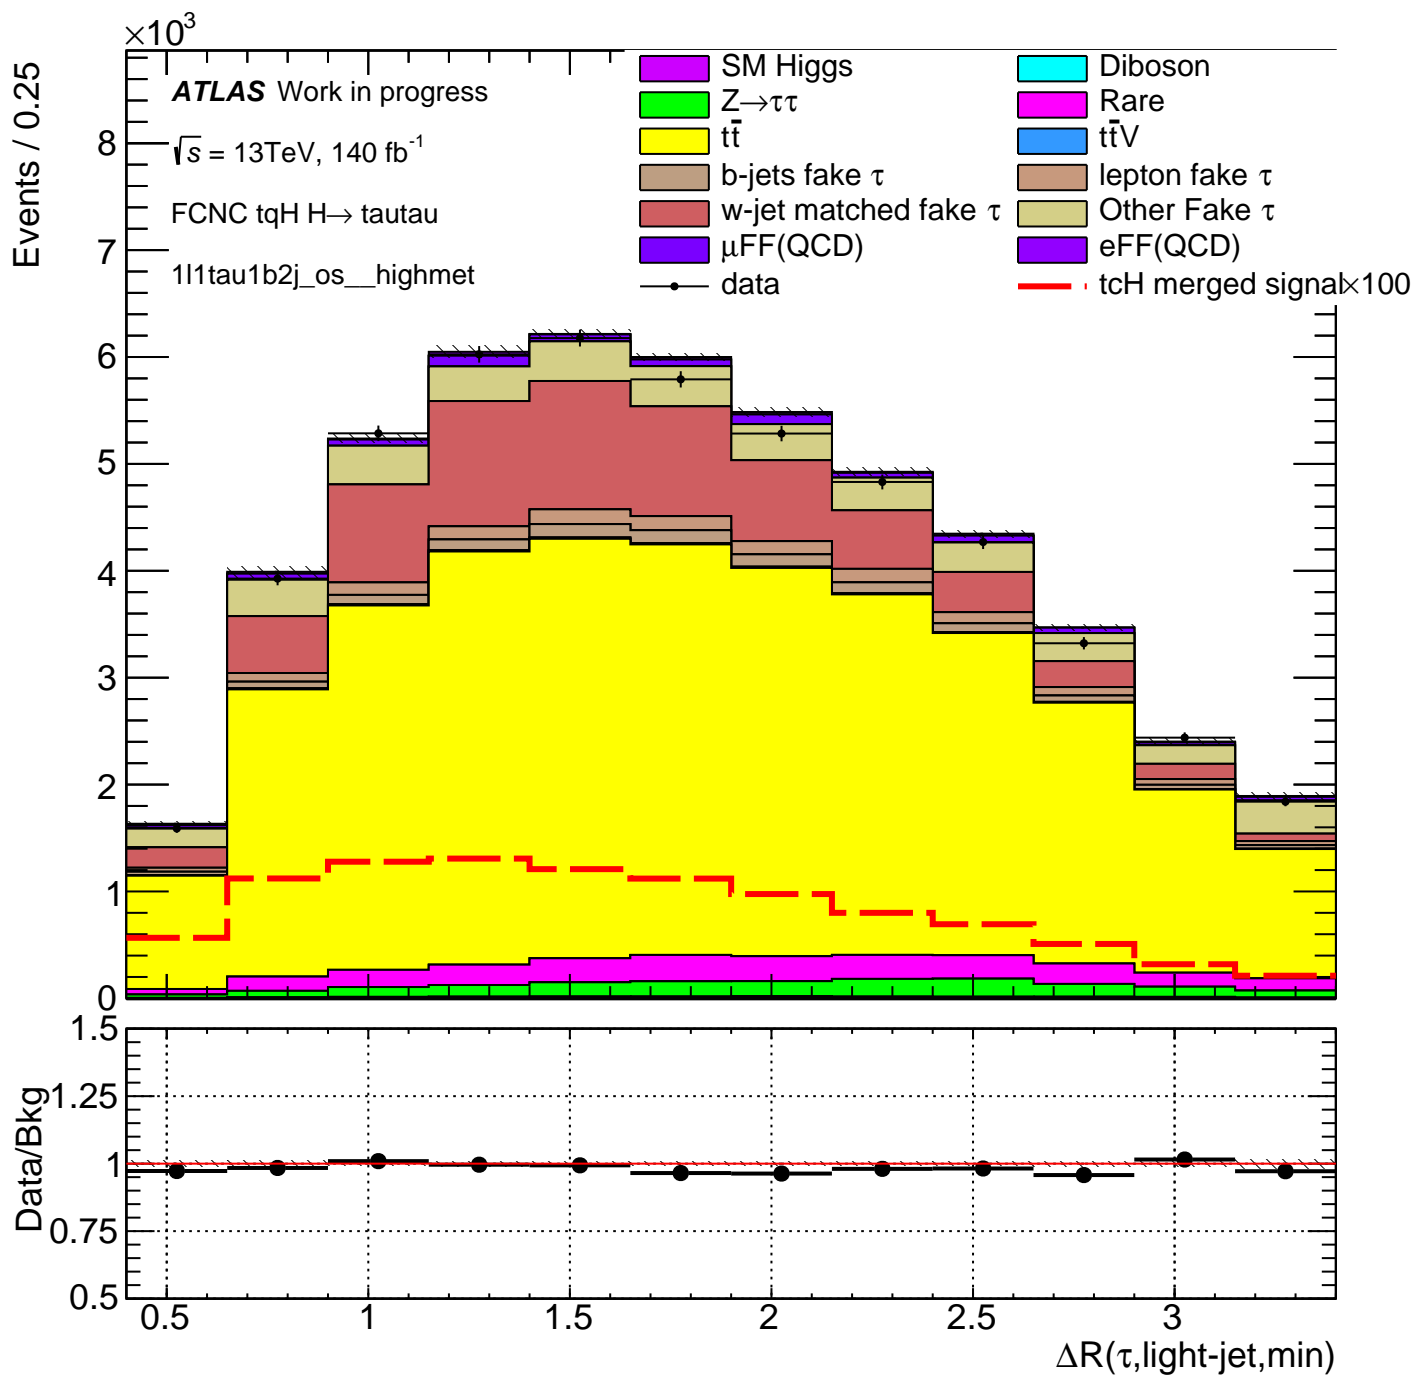 ×10³
Events / 0.25
ATLAS Work in progress
√s = 13TeV, 140 fb⁻¹
FCNC tqH H→ tautau
1l1tau1b2j_os__highmet
SM Higgs
Diboson
Z→ττ
Rare
tt̄
tt̄V
b-jets fake τ
lepton fake τ
w-jet matched fake τ
Other Fake τ
μFF(QCD)
eFF(QCD)
data
tcH merged signal×100
8
7
6
5
4
3
2
1
0
Data/Bkg
1.5
1.25
1
0.75
0.5
0.5 1 1.5 2 2.5 3
ΔR(τ,light-jet,min)